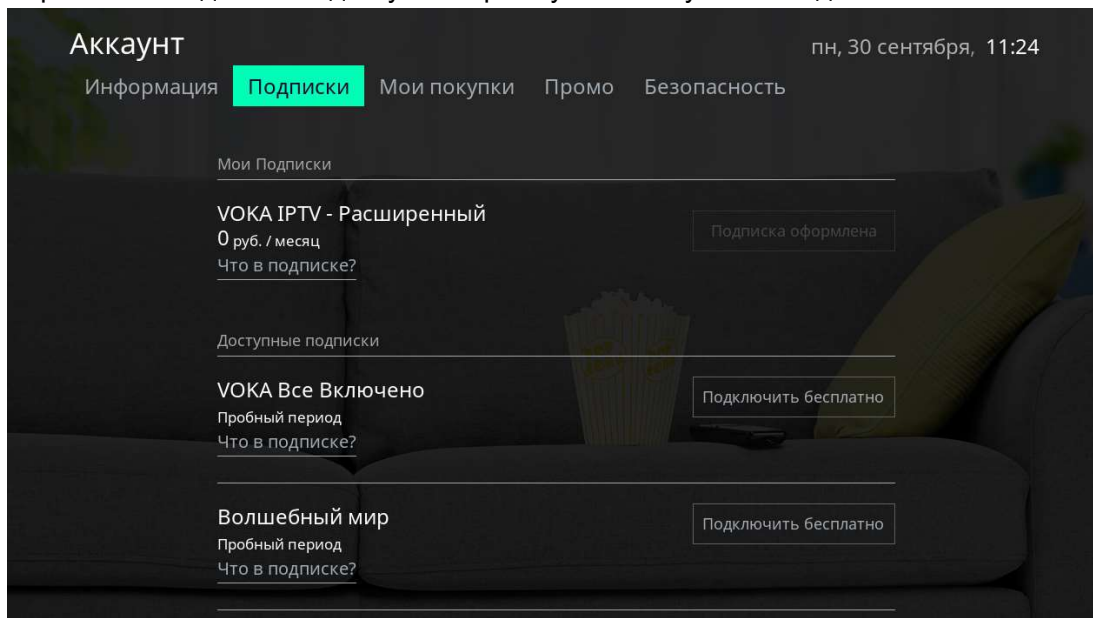 Аккаунт
пн, 30 сентября, 11:24
Информация Подписки Мои покупки Промо Безопасность
Мои Подписки
VOKA IPTV - Расширенный
0 руб. / месяц
Подписка оформлена
Что в подписке?
Доступные подписки
VOKA Все Включено
Подключить бесплатно
Пробный период
Что в подписке?
Волшебный мир
Подключить бесплатно
Пробный период
Что в подписке?